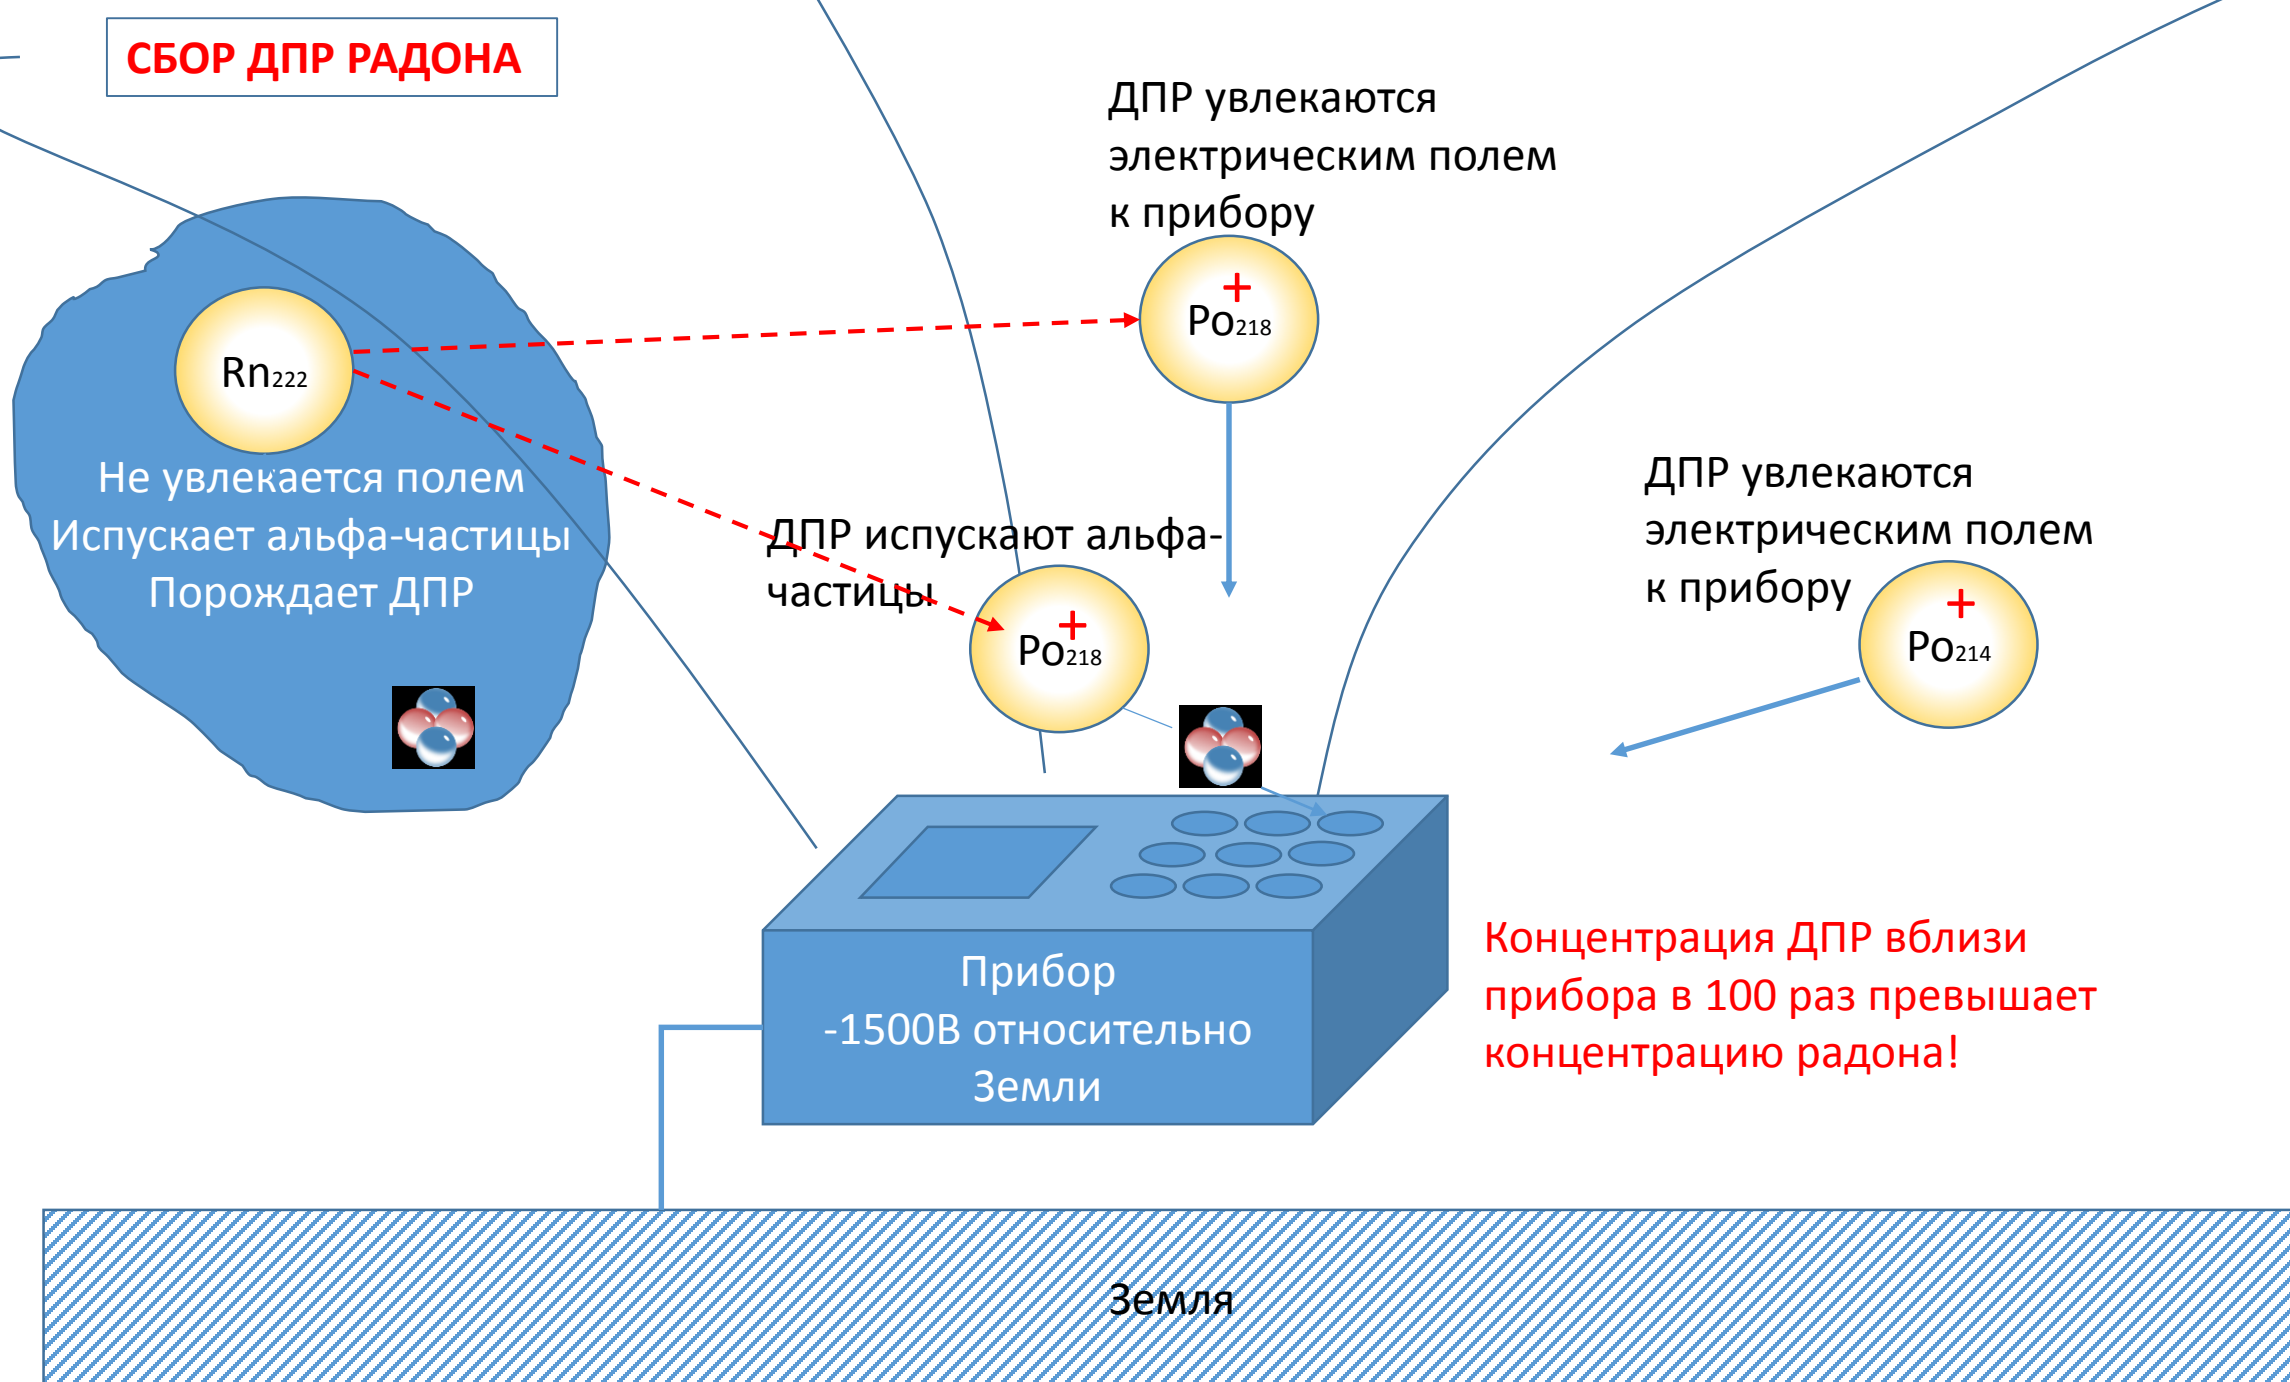 СБОР ДПР РАДОНА
ДПР увлекаются
электрическим полем
к прибору
+
Po218
Rn222
Не увлекается полем
Испускает альфа-частицы
Порождает ДПР
ДПР испускают альфа-
частицы
+
Po218
ДПР увлекаются
электрическим полем
к прибору
+
Po214
Прибор
-1500В относительно
Земли
Концентрация ДПР вблизи
прибора в 100 раз превышает
концентрацию радона!
Земля